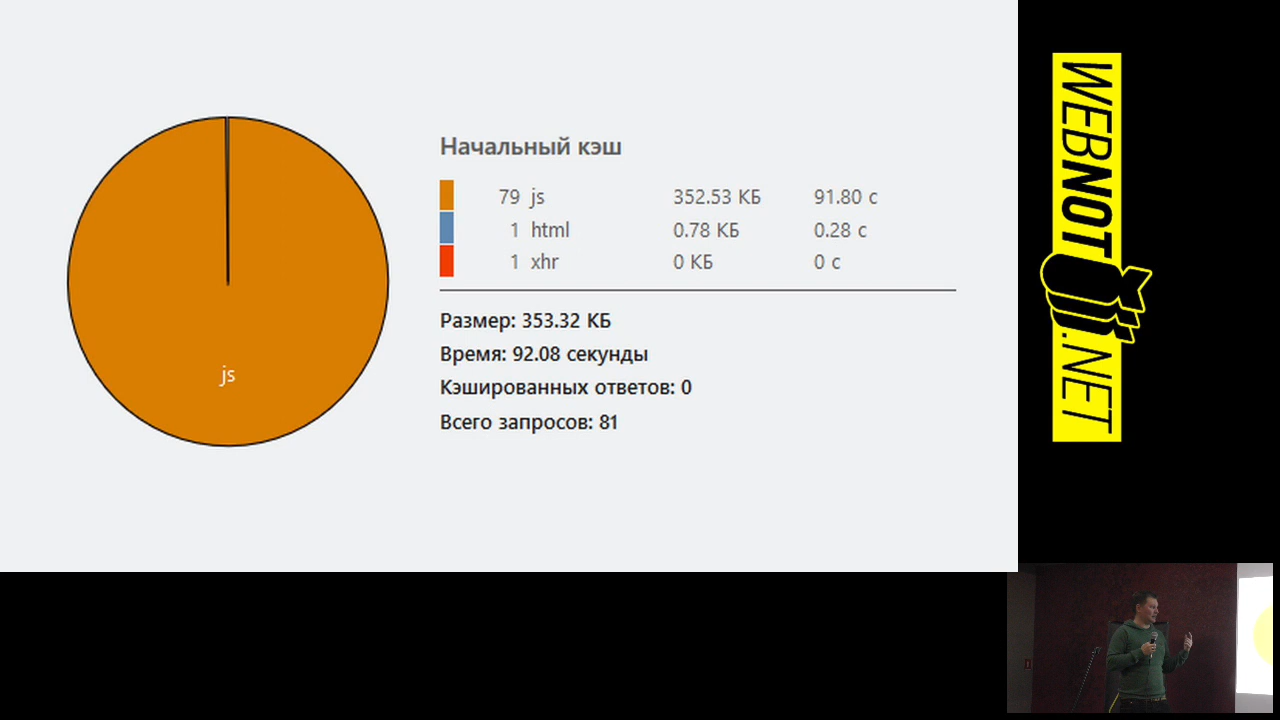 Начальный кэш
79 js 352.53 КБ 91.80 с
1 html 0.78 КБ 0.28 с
1 xhr 0 КБ 0 с
Размер: 353.32 КБ
Время: 92.08 секунды
Кэшированных ответов: 0
Всего запросов: 81
js
WEBNOT
.NET